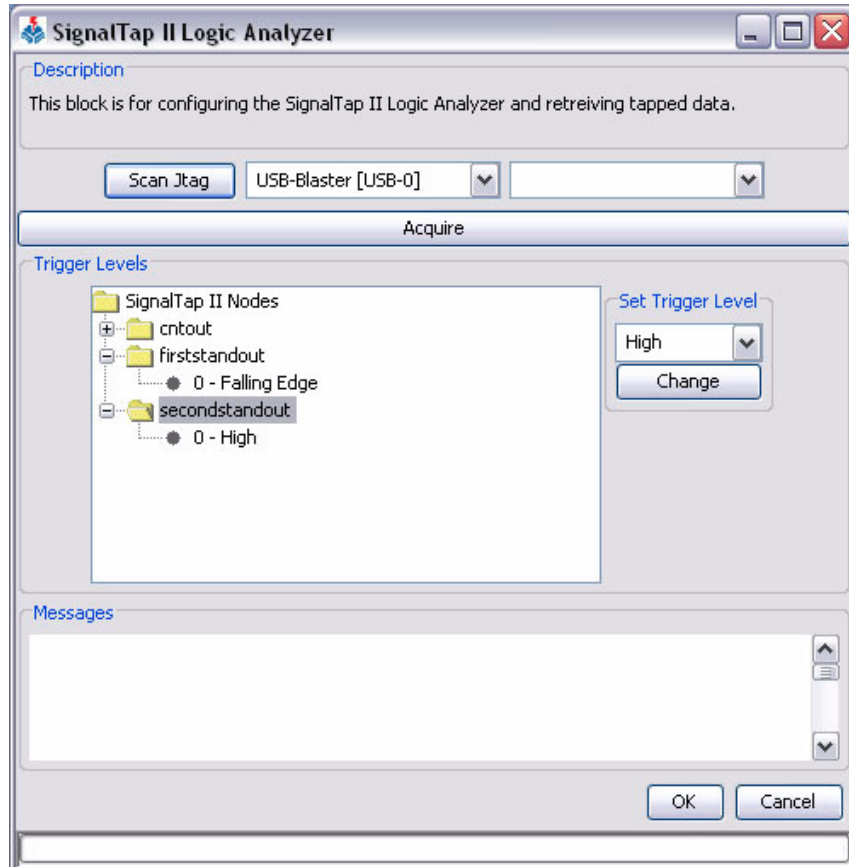 SignalTap II Logic Analyzer
Description
This block is for configuring the SignalTap II Logic Analyzer and retreiving tapped data.
Scan Jtag USB-Blaster [USB-0]
Acquire
Trigger Levels
SignalTap II Nodes
cntout
firststandout
0 - Falling Edge
secondstandout
0 - High
Set Trigger Level
High
Change
Messages
OK Cancel